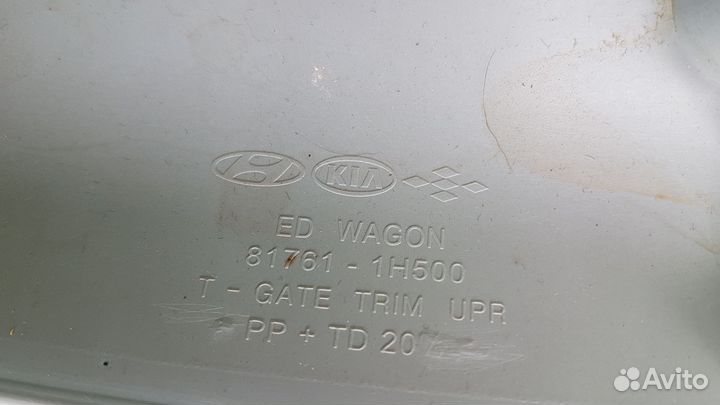 KIA
ED WAGON
81761 - 1H500
T - GATE TRIM UPR
PP + TD 20
Avito